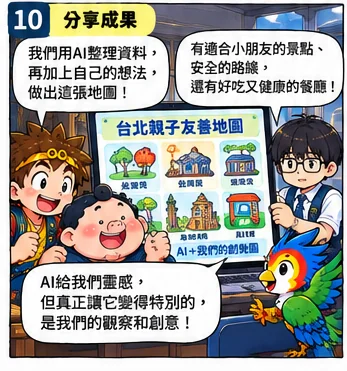 10 分享成果
我們用AI整理資料，
再加上自己的想法，
做出這張地圖！
有適合小朋友的景點、
安全的路線，
還有好吃又健康的餐廳！
台北親子友善地圖
AI＋我們的創
AI給我們靈感，
但真正讓它變得特別的，
是我們的觀察和創意！